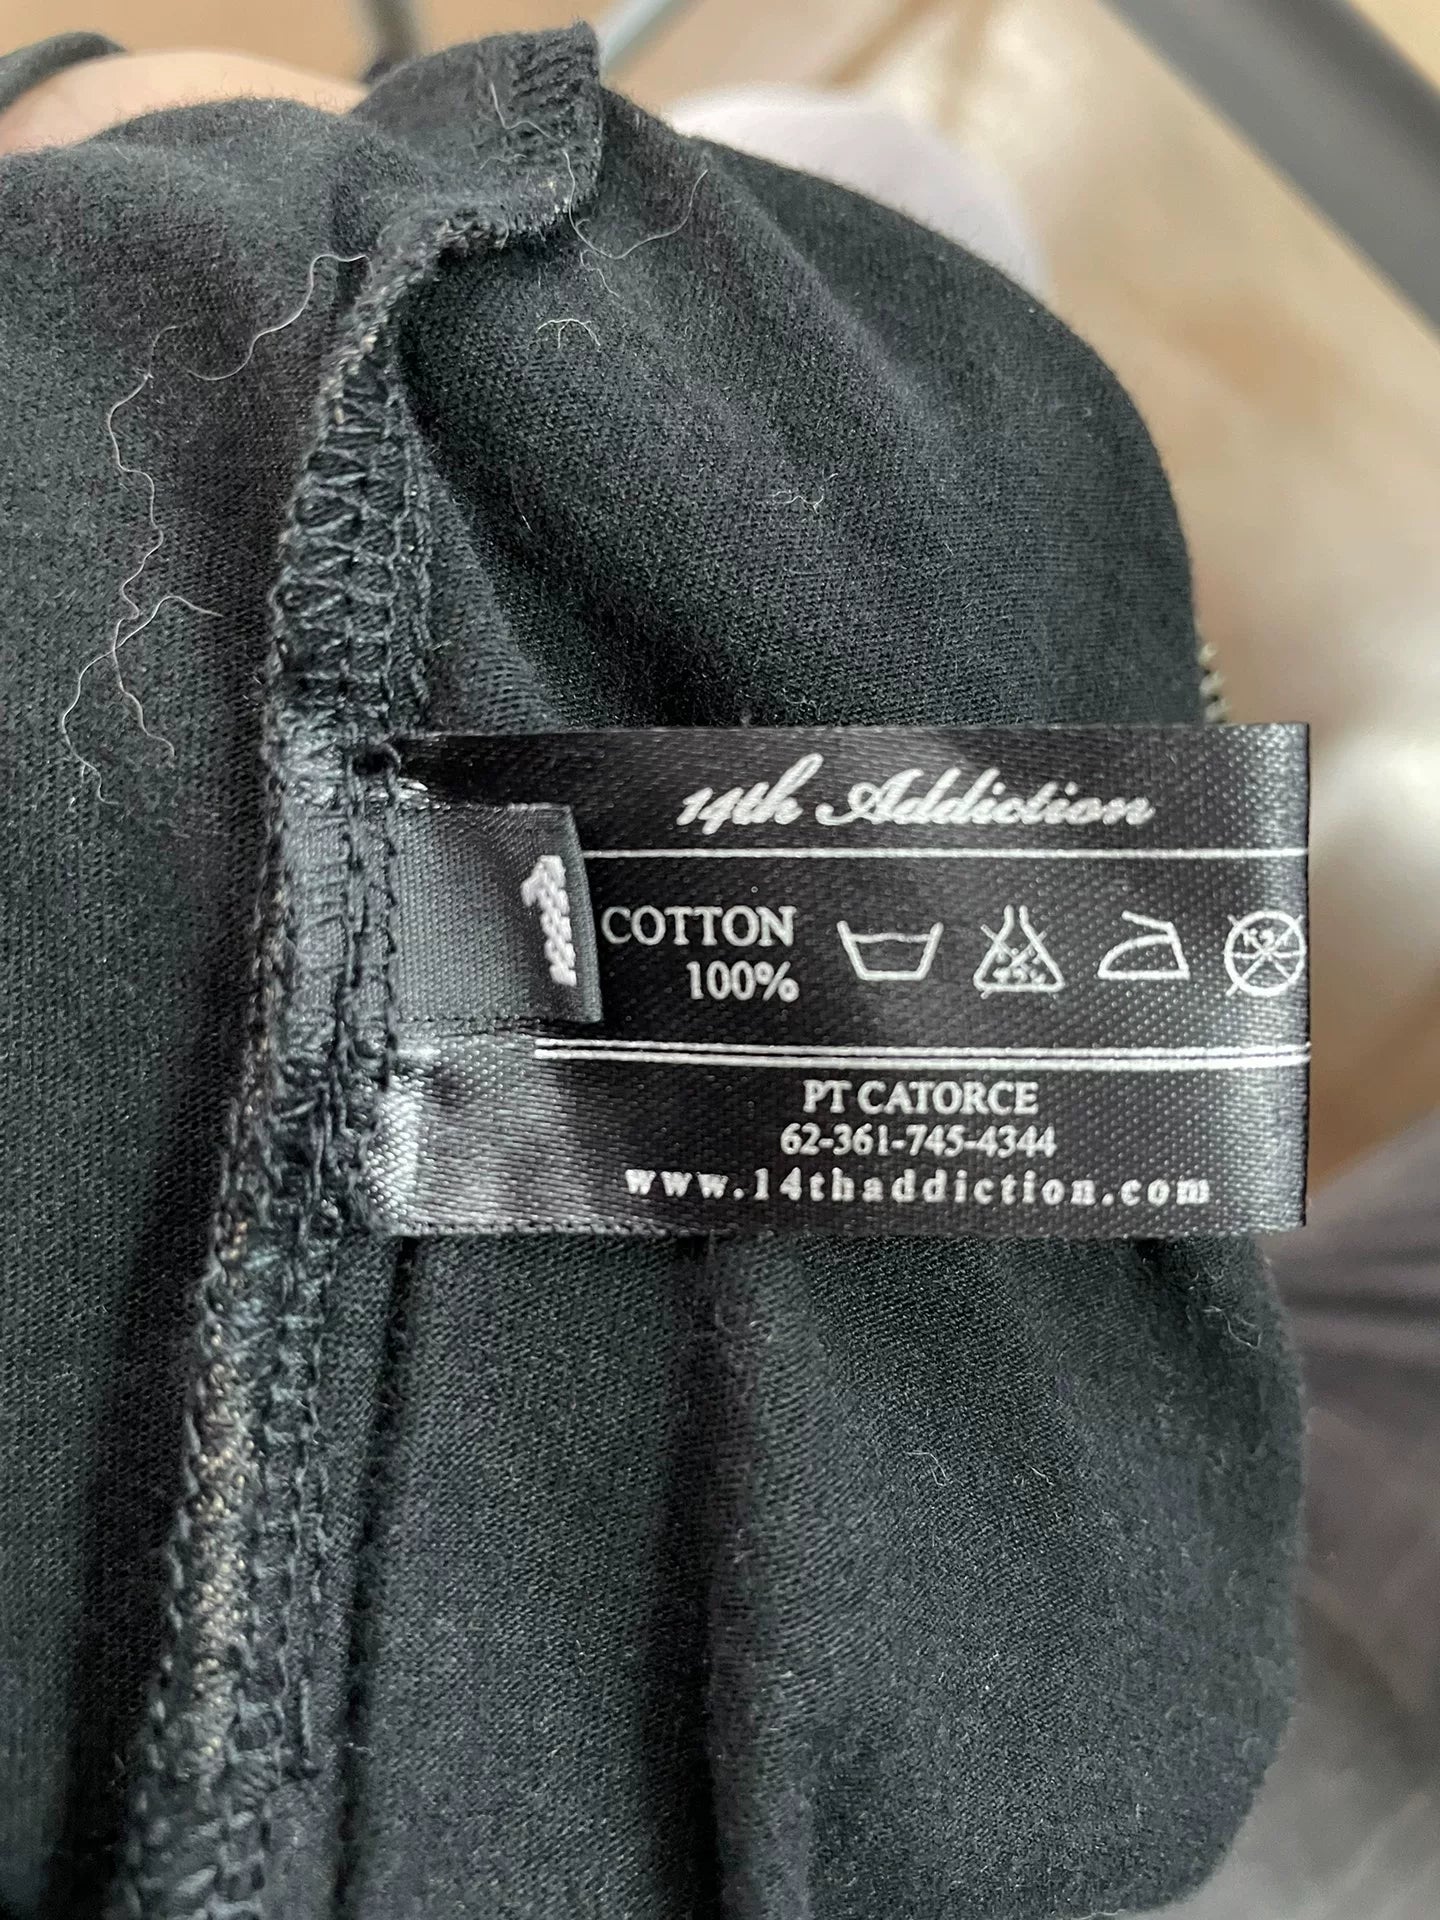 14th Addiction
1
COTTON
100%
PT CATORCE
62-361-745-4344
www.14thaddiction.com